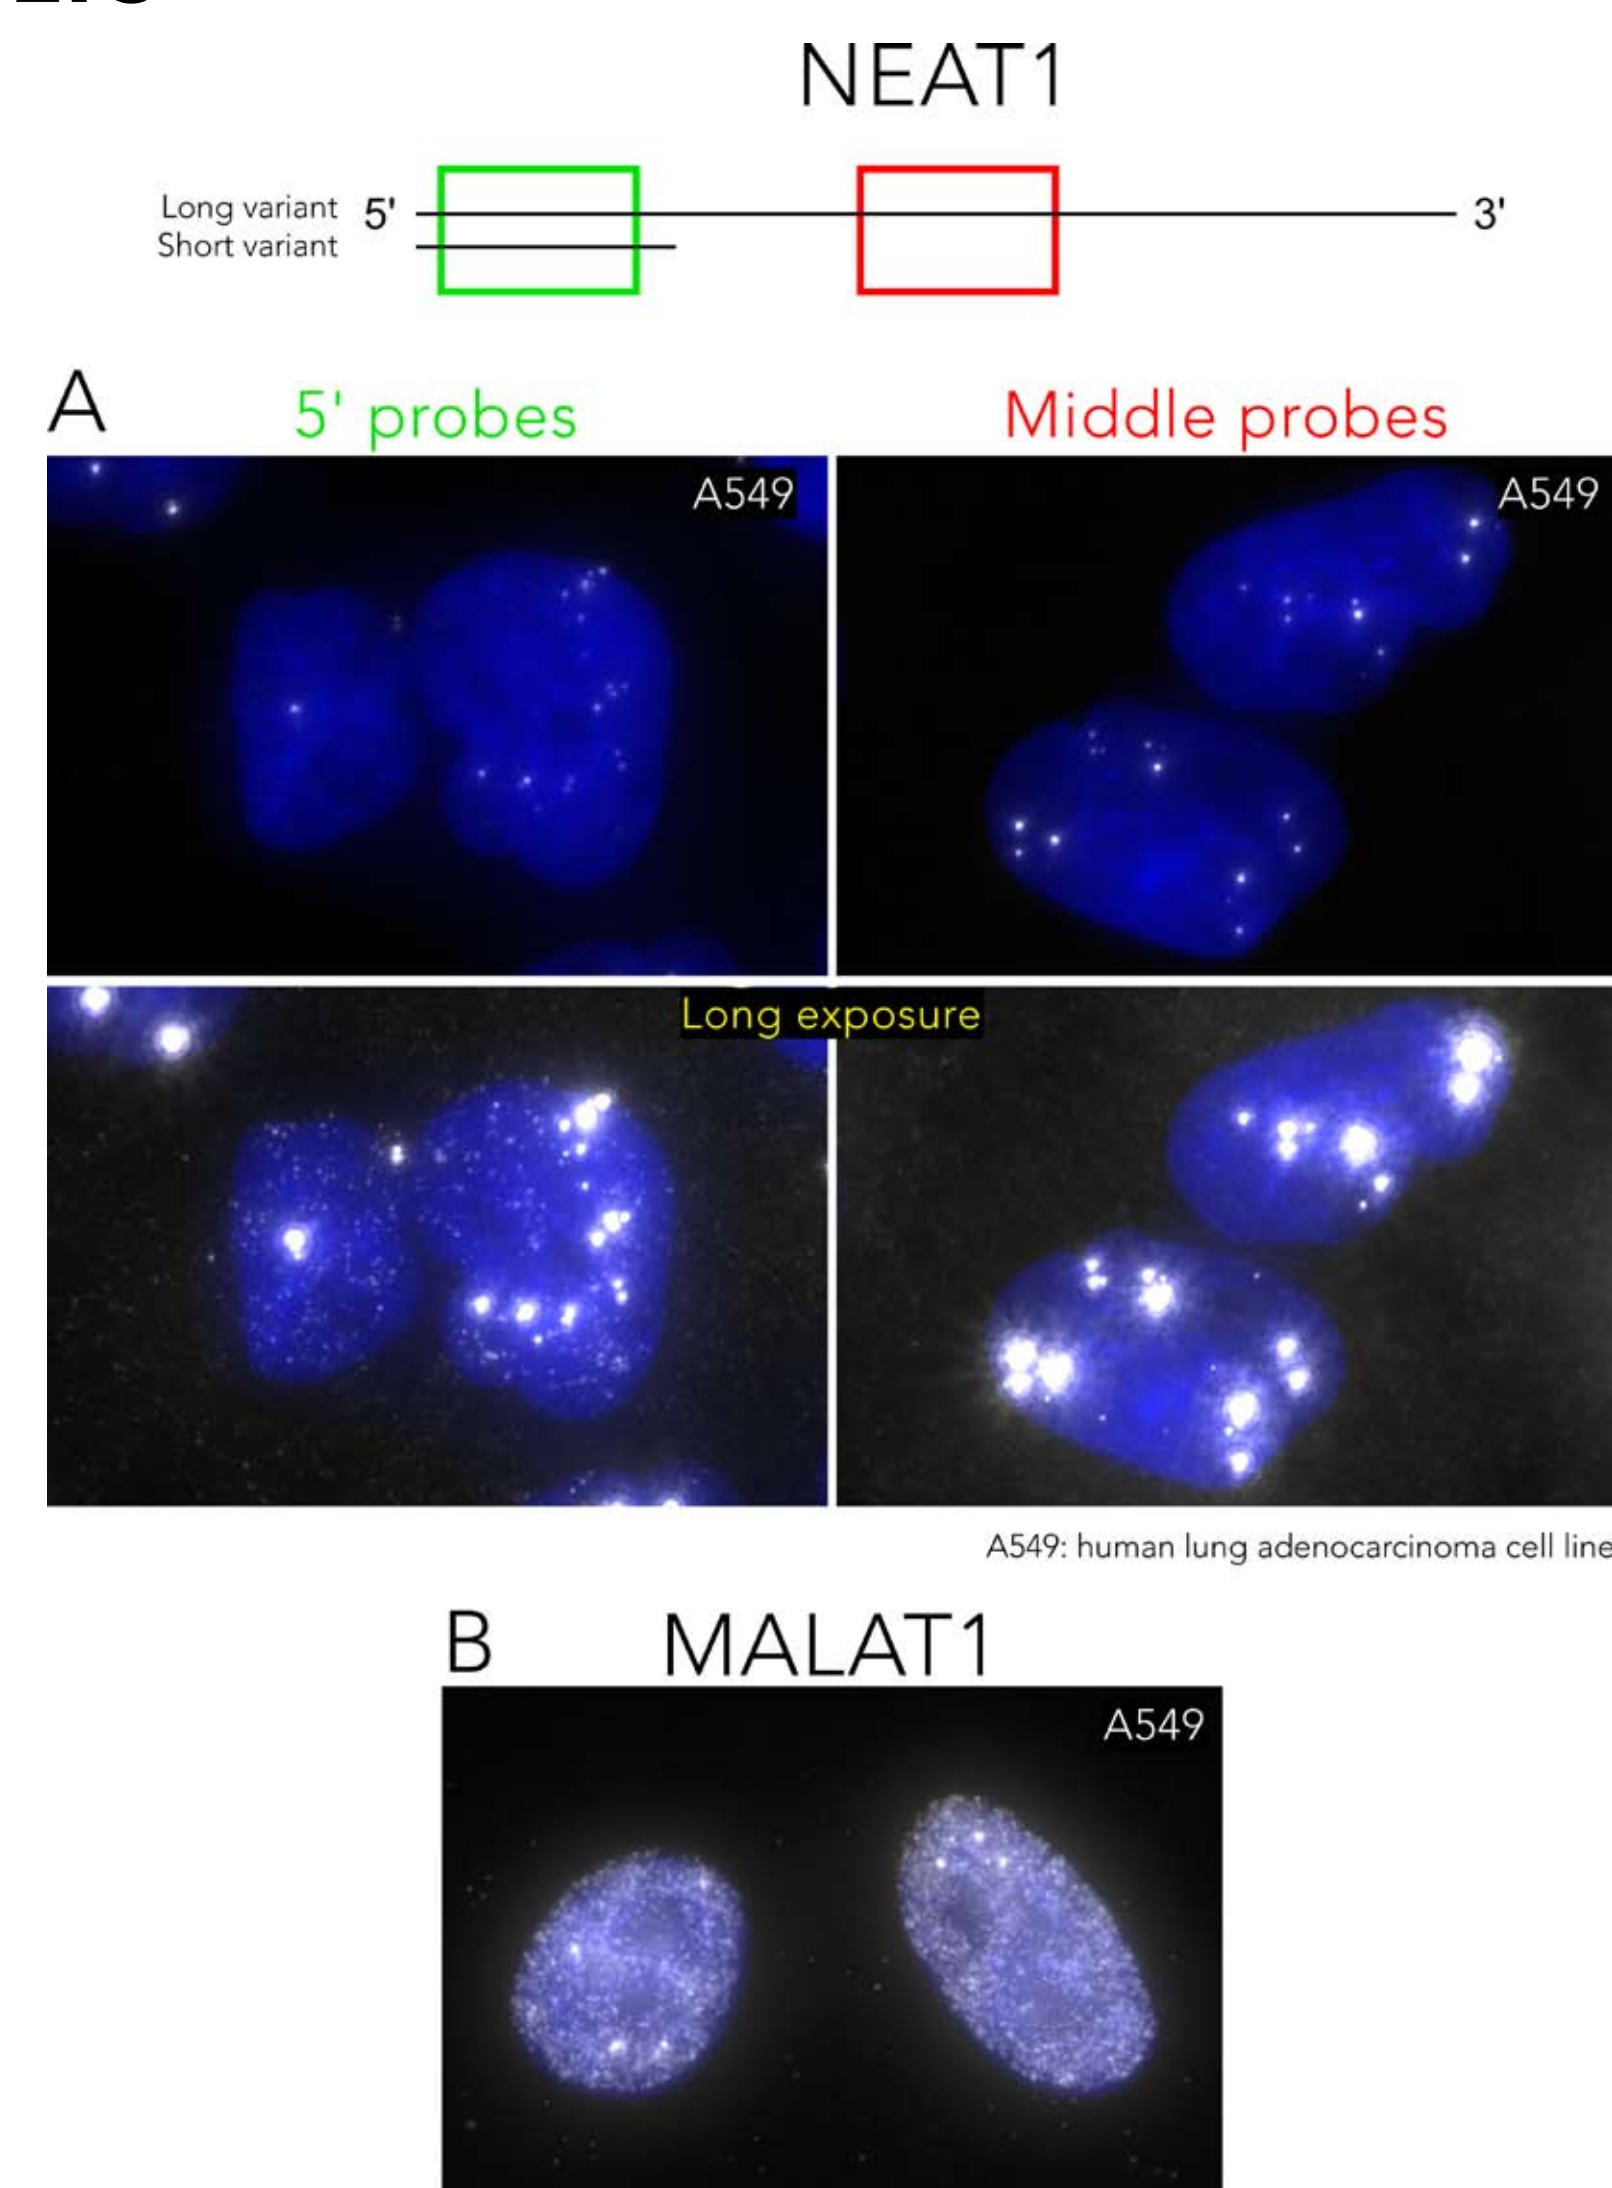 NEAT1
Long variant 5' 3'
Short variant
A
5' probes Middle probes
A549 A549
Long exposure
A549: human lung adenocarcinoma cell line
B MALAT1
A549